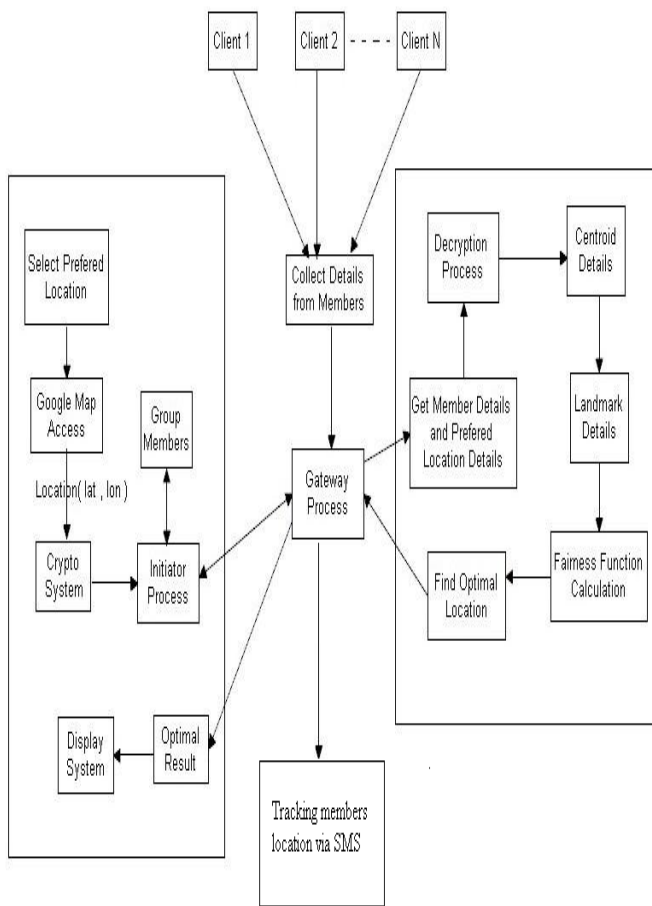 Client 1
Client 2
Client N
Collect Details
from Members
Select Prefered
Location
Google Map
Access
Location( lat , lon )
Crypto
System
Group
Members
Initiator
Process
Display
System
Optimal
Result
Gateway
Process
Tracking members
location via SMS
Decryption
Process
Centroid
Details
Get Member Details
and Prefered
Location Details
Landmark
Details
Find Optimal
Location
Fairness Function
Calculation